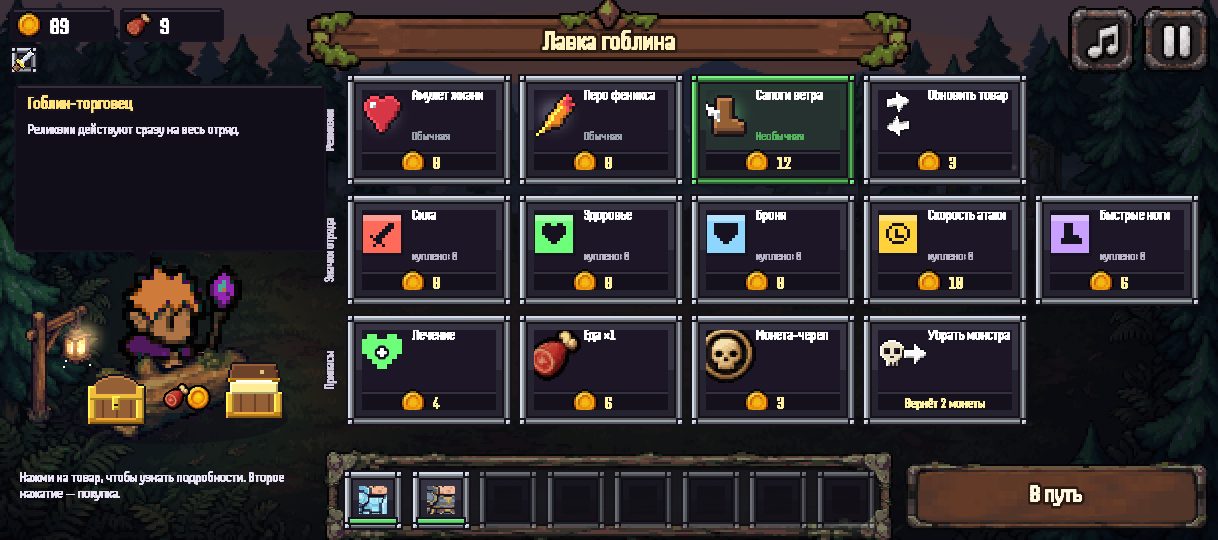 89
9
Лавка гоблина
Гоблин-торговец
Реликвии действуют сразу на весь отряд.
Реликвии
Амулет жизни
Обычная
8
Перо феникса
Обычная
8
Сапоги ветра
Необычная
12
Обновить товар
3
Значки отряда
Сила
куплено: 0
8
Здоровье
куплено: 0
8
Броня
куплено: 0
8
Скорость атаки
куплено: 0
10
Быстрые ноги
куплено: 0
6
Припасы
Лечение
4
Еда ×1
6
Монета-череп
3
Убрать монстра
Вернёт 2 монеты
Нажми на товар, чтобы узнать подробности. Второе
нажатие — покупка.
В путь